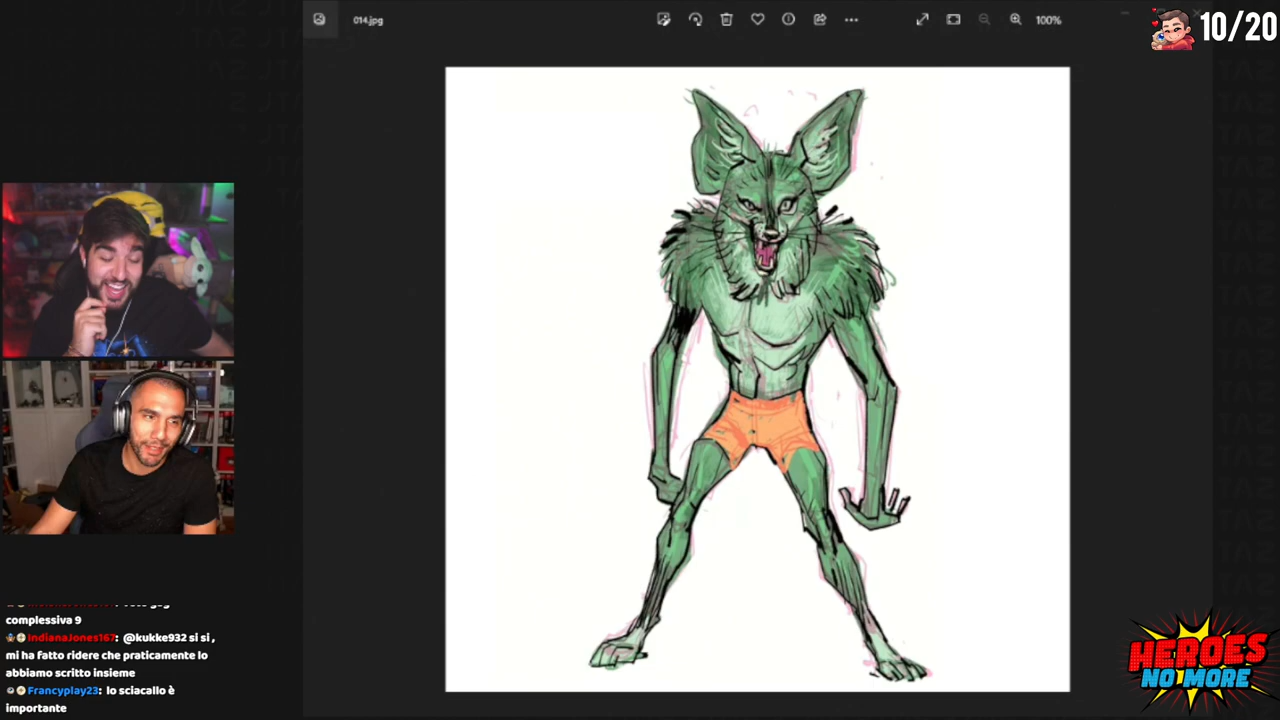 014.jpg
100%
10/20
complessiva 9
IndianaJones167: @kukke932 si si ,
mi ha fatto ridere che praticamente lo
abbiamo scritto insieme
Francyplay23: lo sciacallo è
importante
HEROES
NO MORE